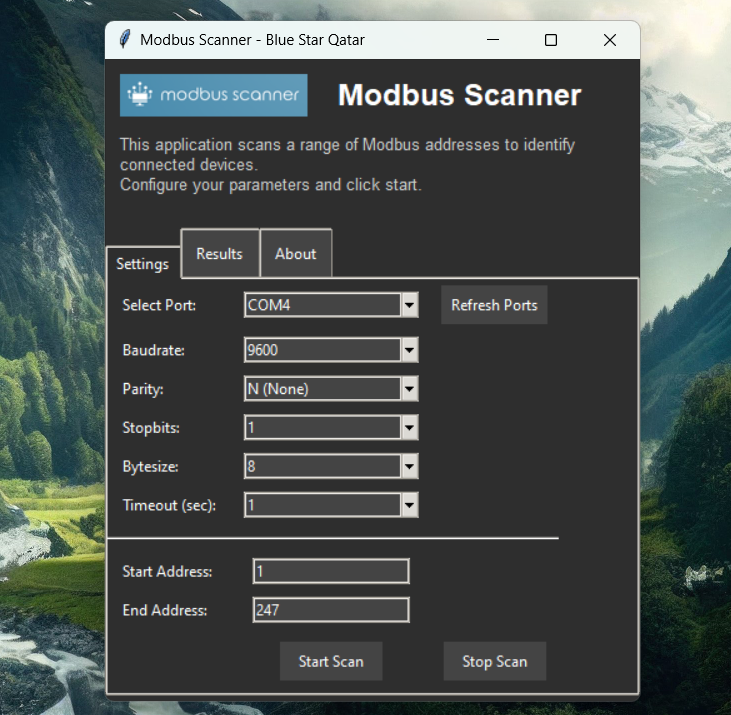 Modbus Scanner - Blue Star Qatar
modbus scanner
Modbus Scanner
This application scans a range of Modbus addresses to identify
connected devices.
Configure your parameters and click start.
Settings
Results
About
Select Port:
COM4
Refresh Ports
Baudrate:
9600
Parity:
N (None)
Stopbits:
1
Bytesize:
8
Timeout (sec):
1
Start Address:
1
End Address:
247
Start Scan
Stop Scan